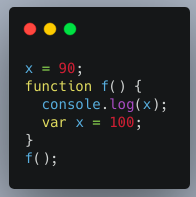 x = 90;
function f() {
  console.log(x);
  var x = 100;
}
f();